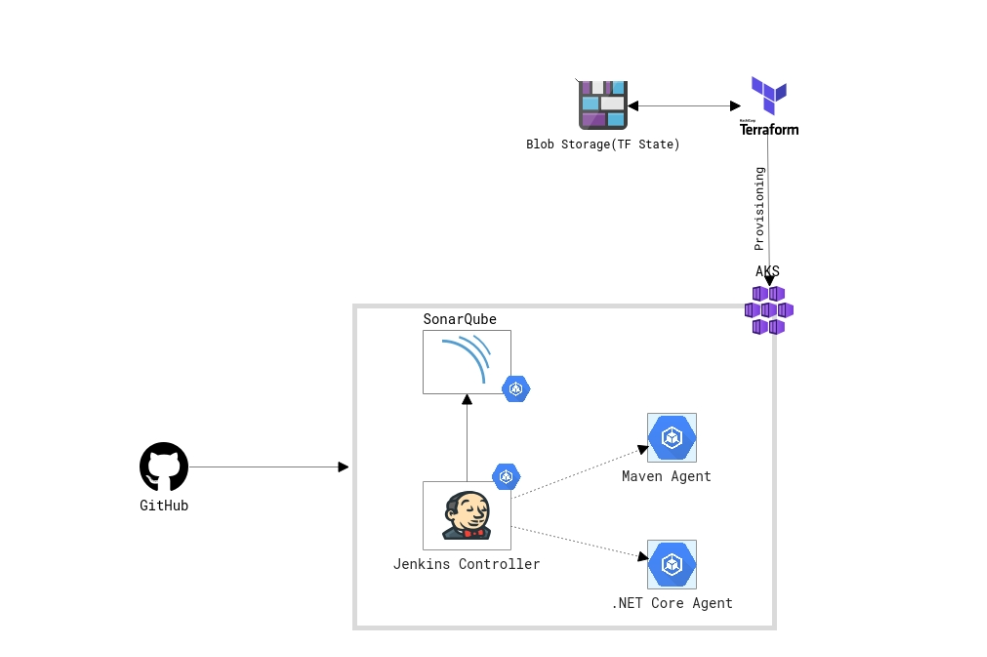 HashiCorp
Terraform
Blob Storage(TF State)
Provisioning
AKS
SonarQube
Maven Agent
GitHub
Jenkins Controller
.NET Core Agent